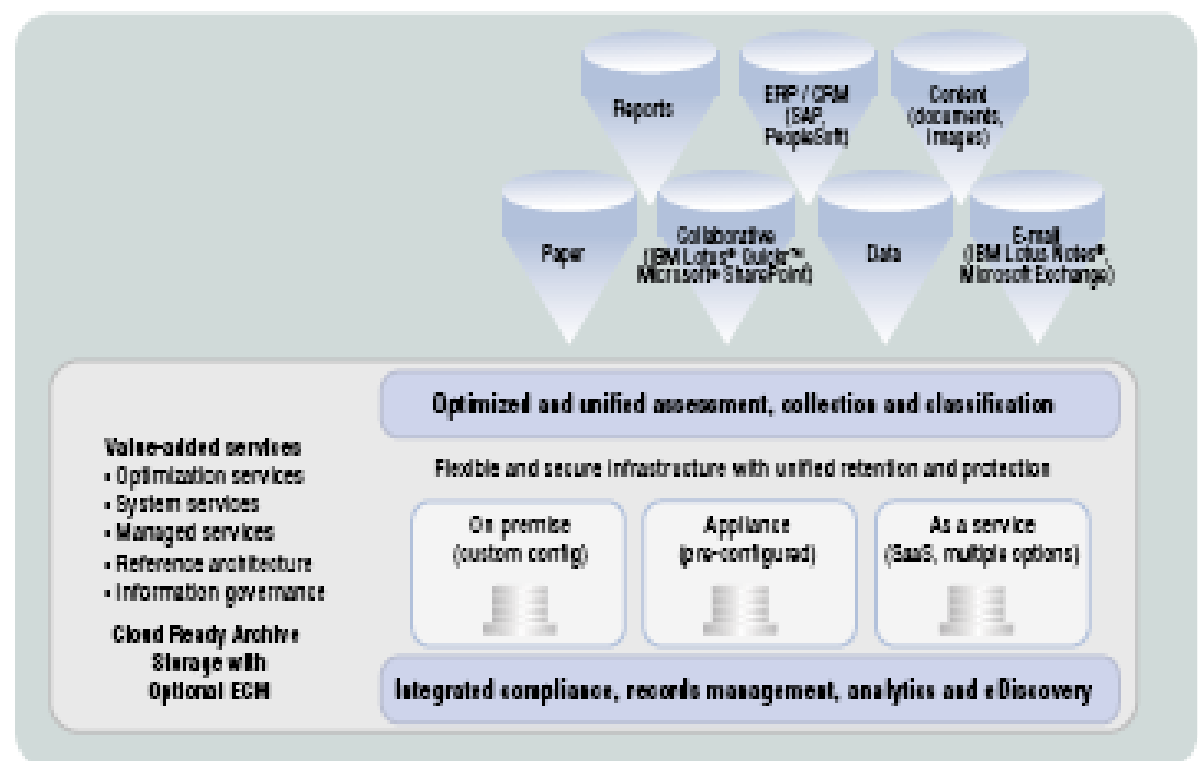 Reports
ERP / CRM
(SAP,
PeopleSoft)
Content
(documents,
images)
Paper
Collaborative
(IBM Lotus® Quickr™
Microsoft® SharePoint)
Data
E-mail
(IBM Lotus Notes®,
Microsoft Exchange)
Optimized and unified assessment, collection and classification
Value-added services
• Optimization services
• System services
• Managed services
• Reference architecture
• Information governance
Cloud Ready Archive
Storage with
Optional ECM
Flexible and secure infrastructure with unified retention and protection
On premise
(custom config)
Appliance
(pre-configured)
As a service
(SaaS, multiple options)
Integrated compliance, records management, analytics and eDiscovery